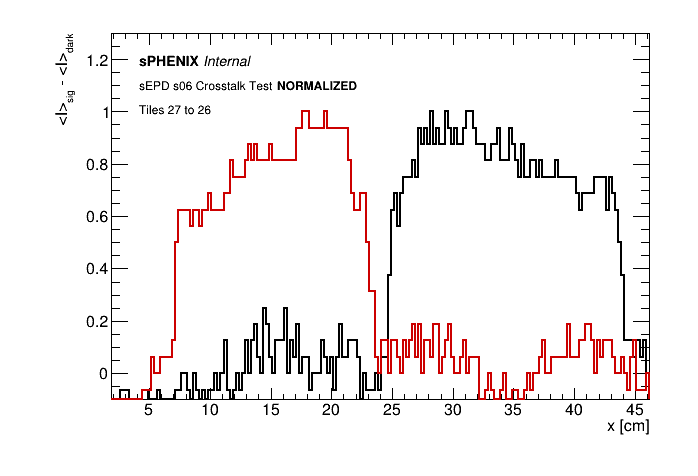 <I>sig - <I>dark
1.2
1
0.8
0.6
0.4
0.2
0
sPHENIX Internal
sEPD s06 Crosstalk Test NORMALIZED
Tiles 27 to 26
5 10 15 20 25 30 35 40 45
x [cm]